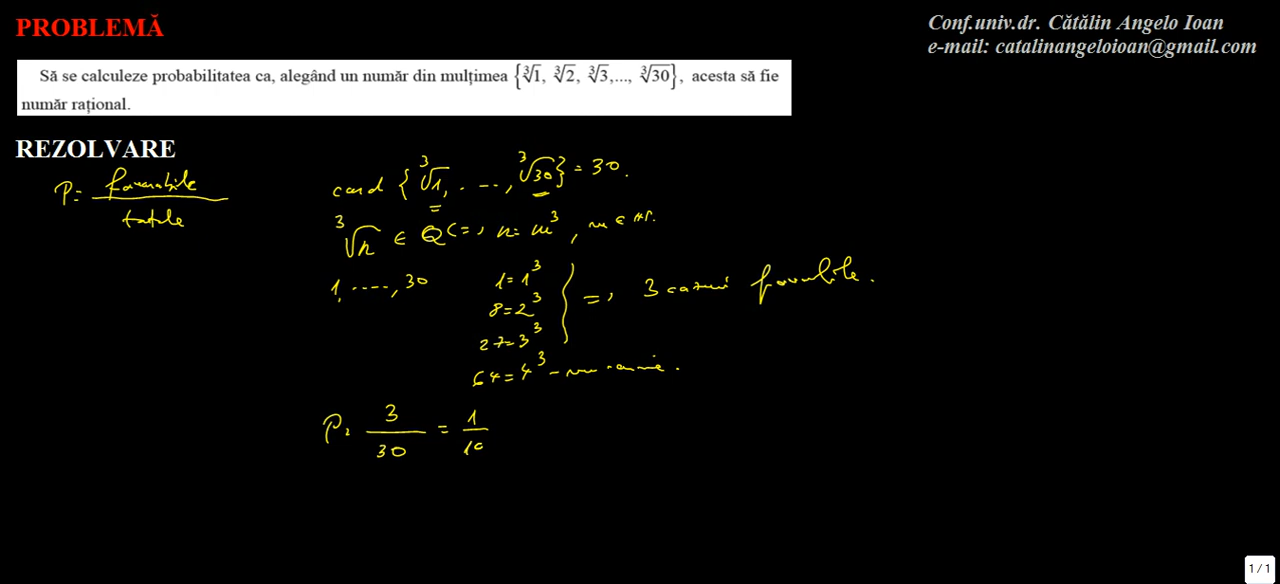 PROBLEMĂ
Conf.univ.dr. Cătălin Angelo Ioan
e-mail: catalinangeloioan@gmail.com
Să se calculeze probabilitatea ca, alegând un număr din mulțimea {∛1, ∛2, ∛3,..., ∛30}, acesta să fie
număr rațional.
REZOLVARE
P = favorabile / totale
card {∛1, ...., ∛30} = 30.
∛n ∈ Q <=> n = m³, m ∈ N.
1, ....., 30
1 = 1³
8 = 2³
27 = 3³
} => 3 cazuri favorabile.
64 = 4³ - nu
P = 3/30 = 1/10
1 / 1